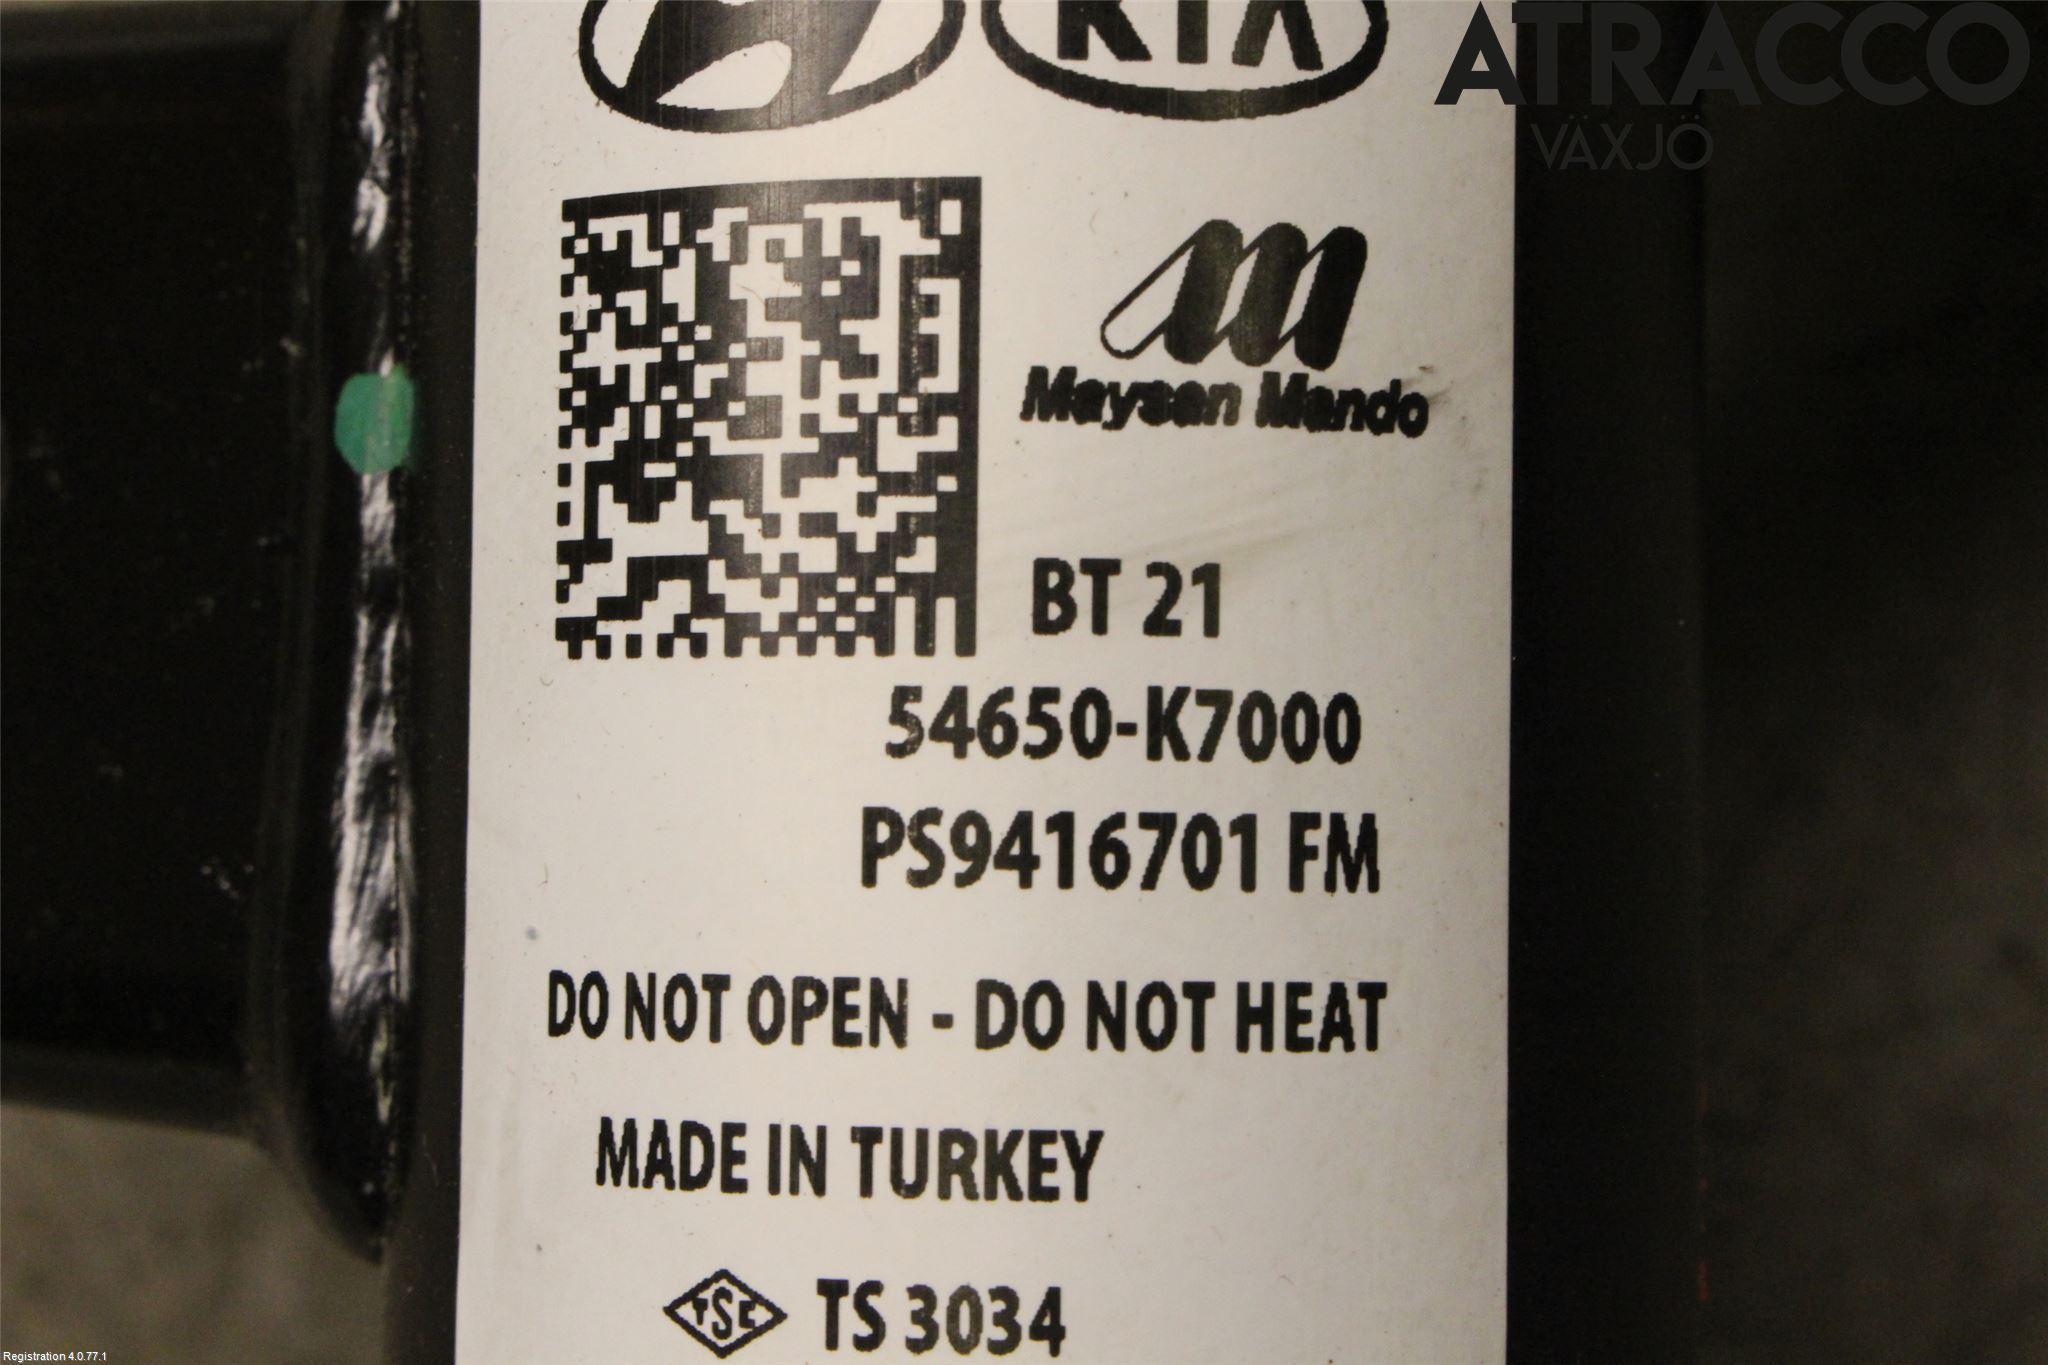 KIA
ATRACCO
VÄXJÖ
Maysan Mando
BT 21
54650-K7000
PS9416701 FM
DO NOT OPEN - DO NOT HEAT
MADE IN TURKEY
TSE TS 3034
Registration 4.0.77.1